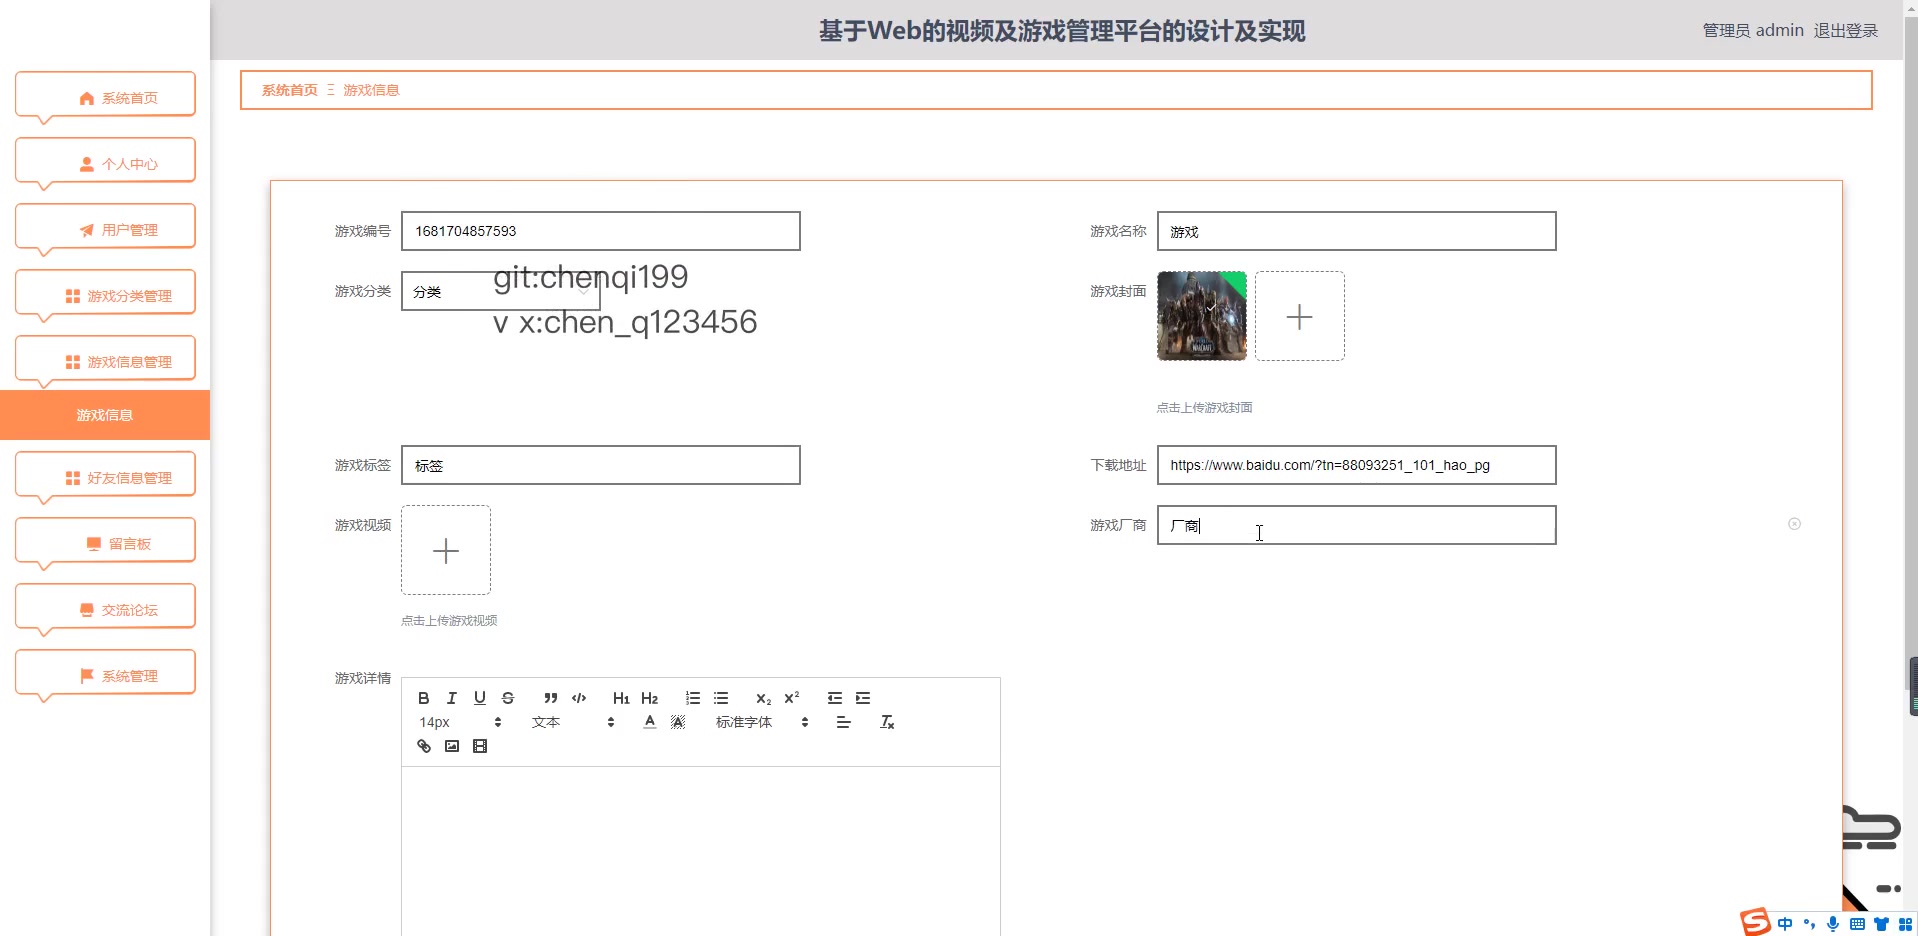 基于Web的视频及游戏管理平台的设计及实现
管理员 admin 退出登录
系统首页 Ξ 游戏信息
系统首页
个人中心
用户管理
游戏分类管理
游戏信息管理
游戏信息
好友信息管理
留言板
交流论坛
系统管理
游戏编号 1681704857593
游戏名称 游戏
游戏分类 分类
git:chenqi199
v x:chen_q123456
游戏封面
点击上传游戏封面
游戏标签 标签
下载地址 https://www.baidu.com/?tn=88093251_101_hao_pg
游戏视频
点击上传游戏视频
游戏厂商 厂商
游戏详情
B I U S ” </> H1 H2 X2 X2
14px 文本 A A 标准字体 Tx
S 中